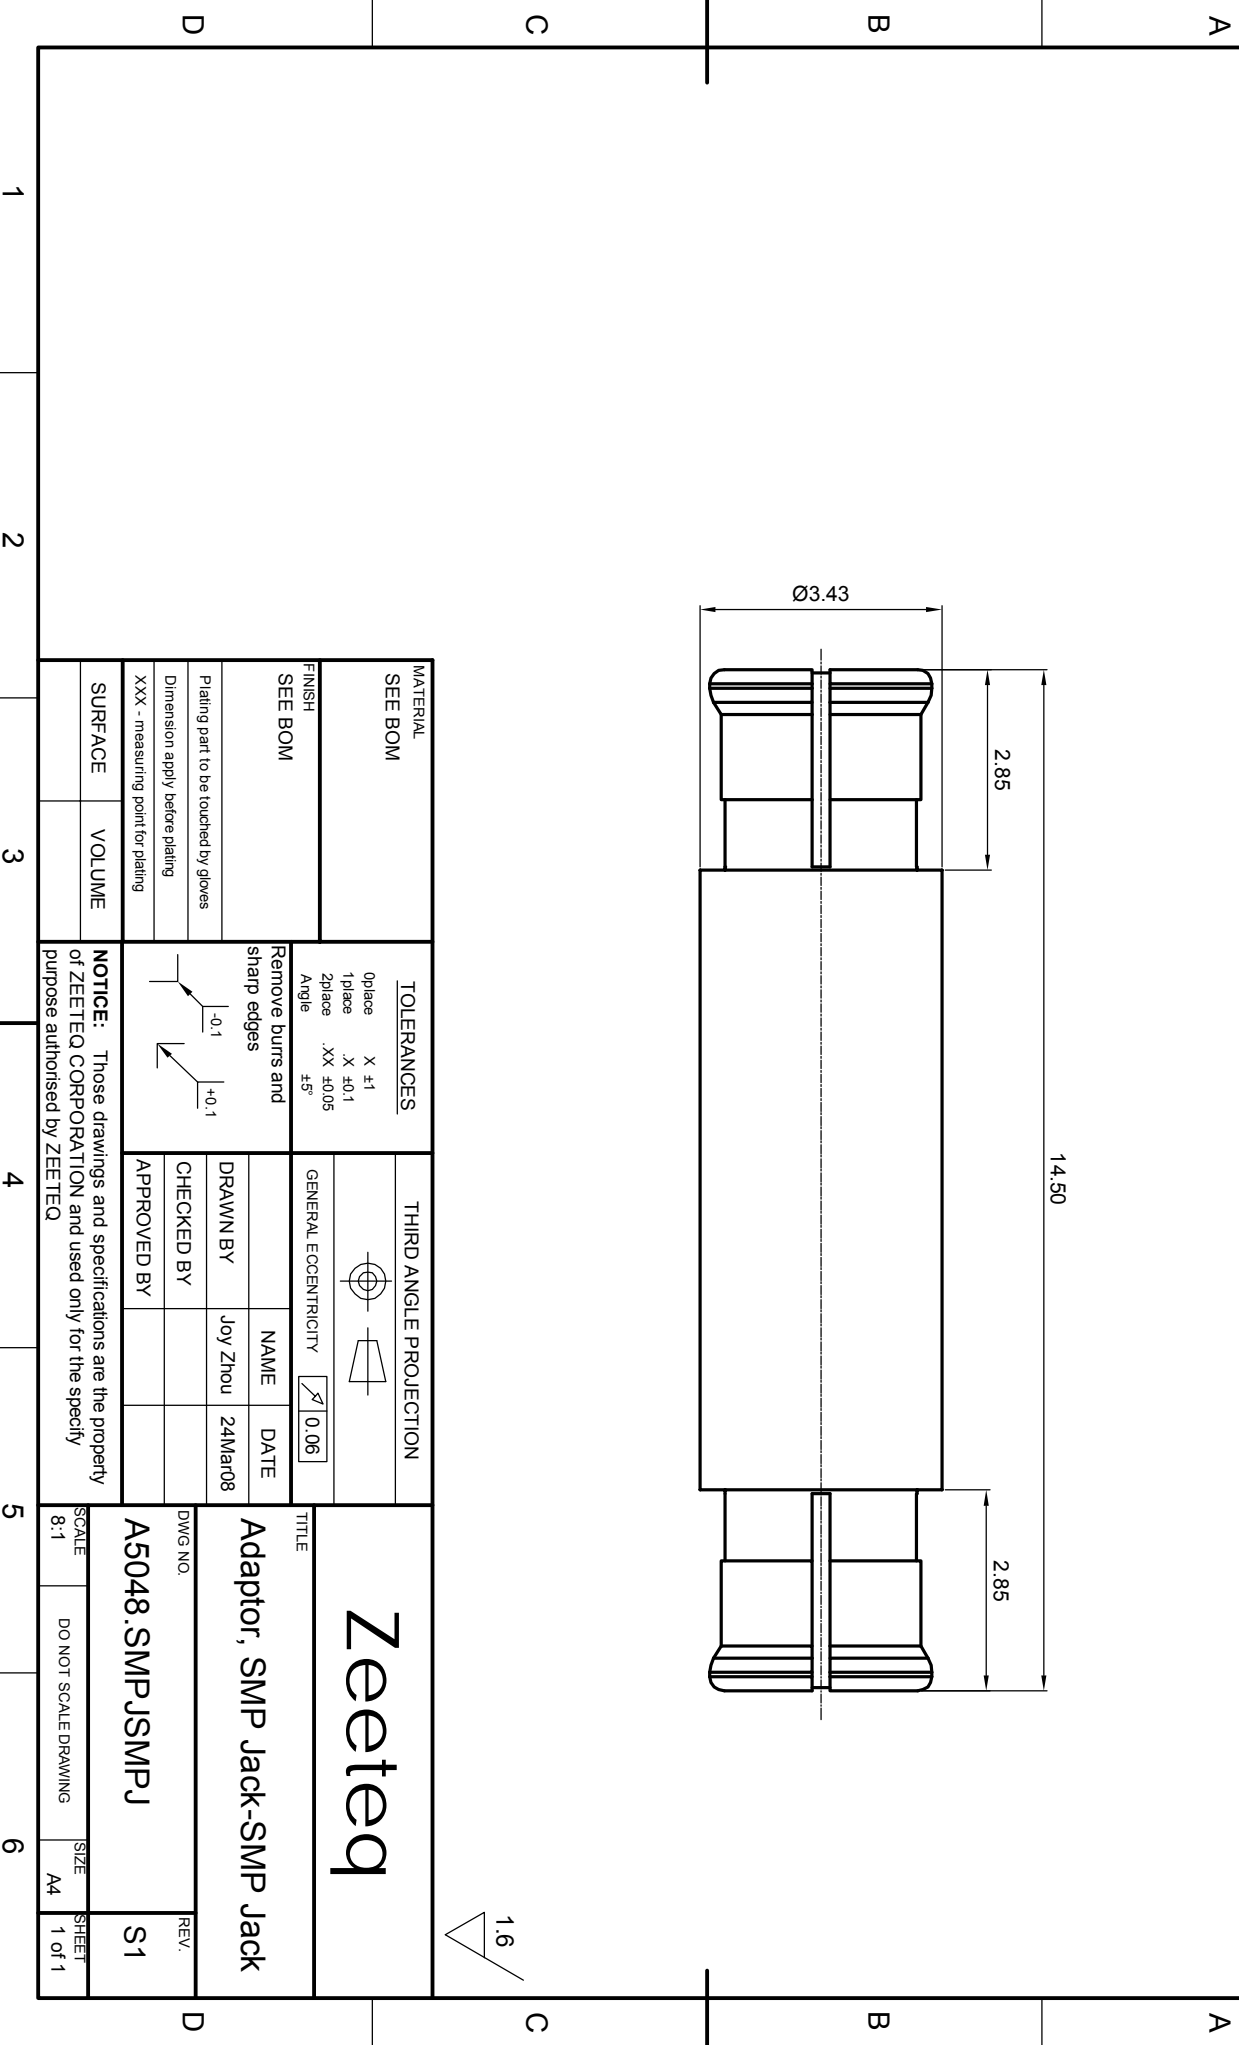 A
B
C
D
14.50
2.85
2.85
Ø3.43
1.6
MATERIAL
SEE BOM
FINISH
SEE BOM
Plating part to be touched by gloves
Dimension apply before plating
XXX - measuring point for plating
SURFACE VOLUME
TOLERANCES
0place X ±1
1place .X ±0.1
2place .XX ±0.05
Angle ±5°
Remove burrs and
sharp edges
-0.1
+0.1
THIRD ANGLE PROJECTION
GENERAL ECCENTRICITY 0.06
NAME DATE
DRAWN BY Joy Zhou 24Mar08
CHECKED BY
APPROVED BY
NOTICE: Those drawings and specifications are the property
of ZEETEQ CORPORATION and used only for the specify
purpose authorised by ZEETEQ
Zeeteq
TITLE
Adaptor, SMP Jack-SMP Jack
DWG NO.
A5048.SMPJSMPJ
REV.
S1
SCALE
8:1
DO NOT SCALE DRAWING
SIZE
A4
SHEET
1 of 1
A
B
C
D
1 2 3 4 5 6